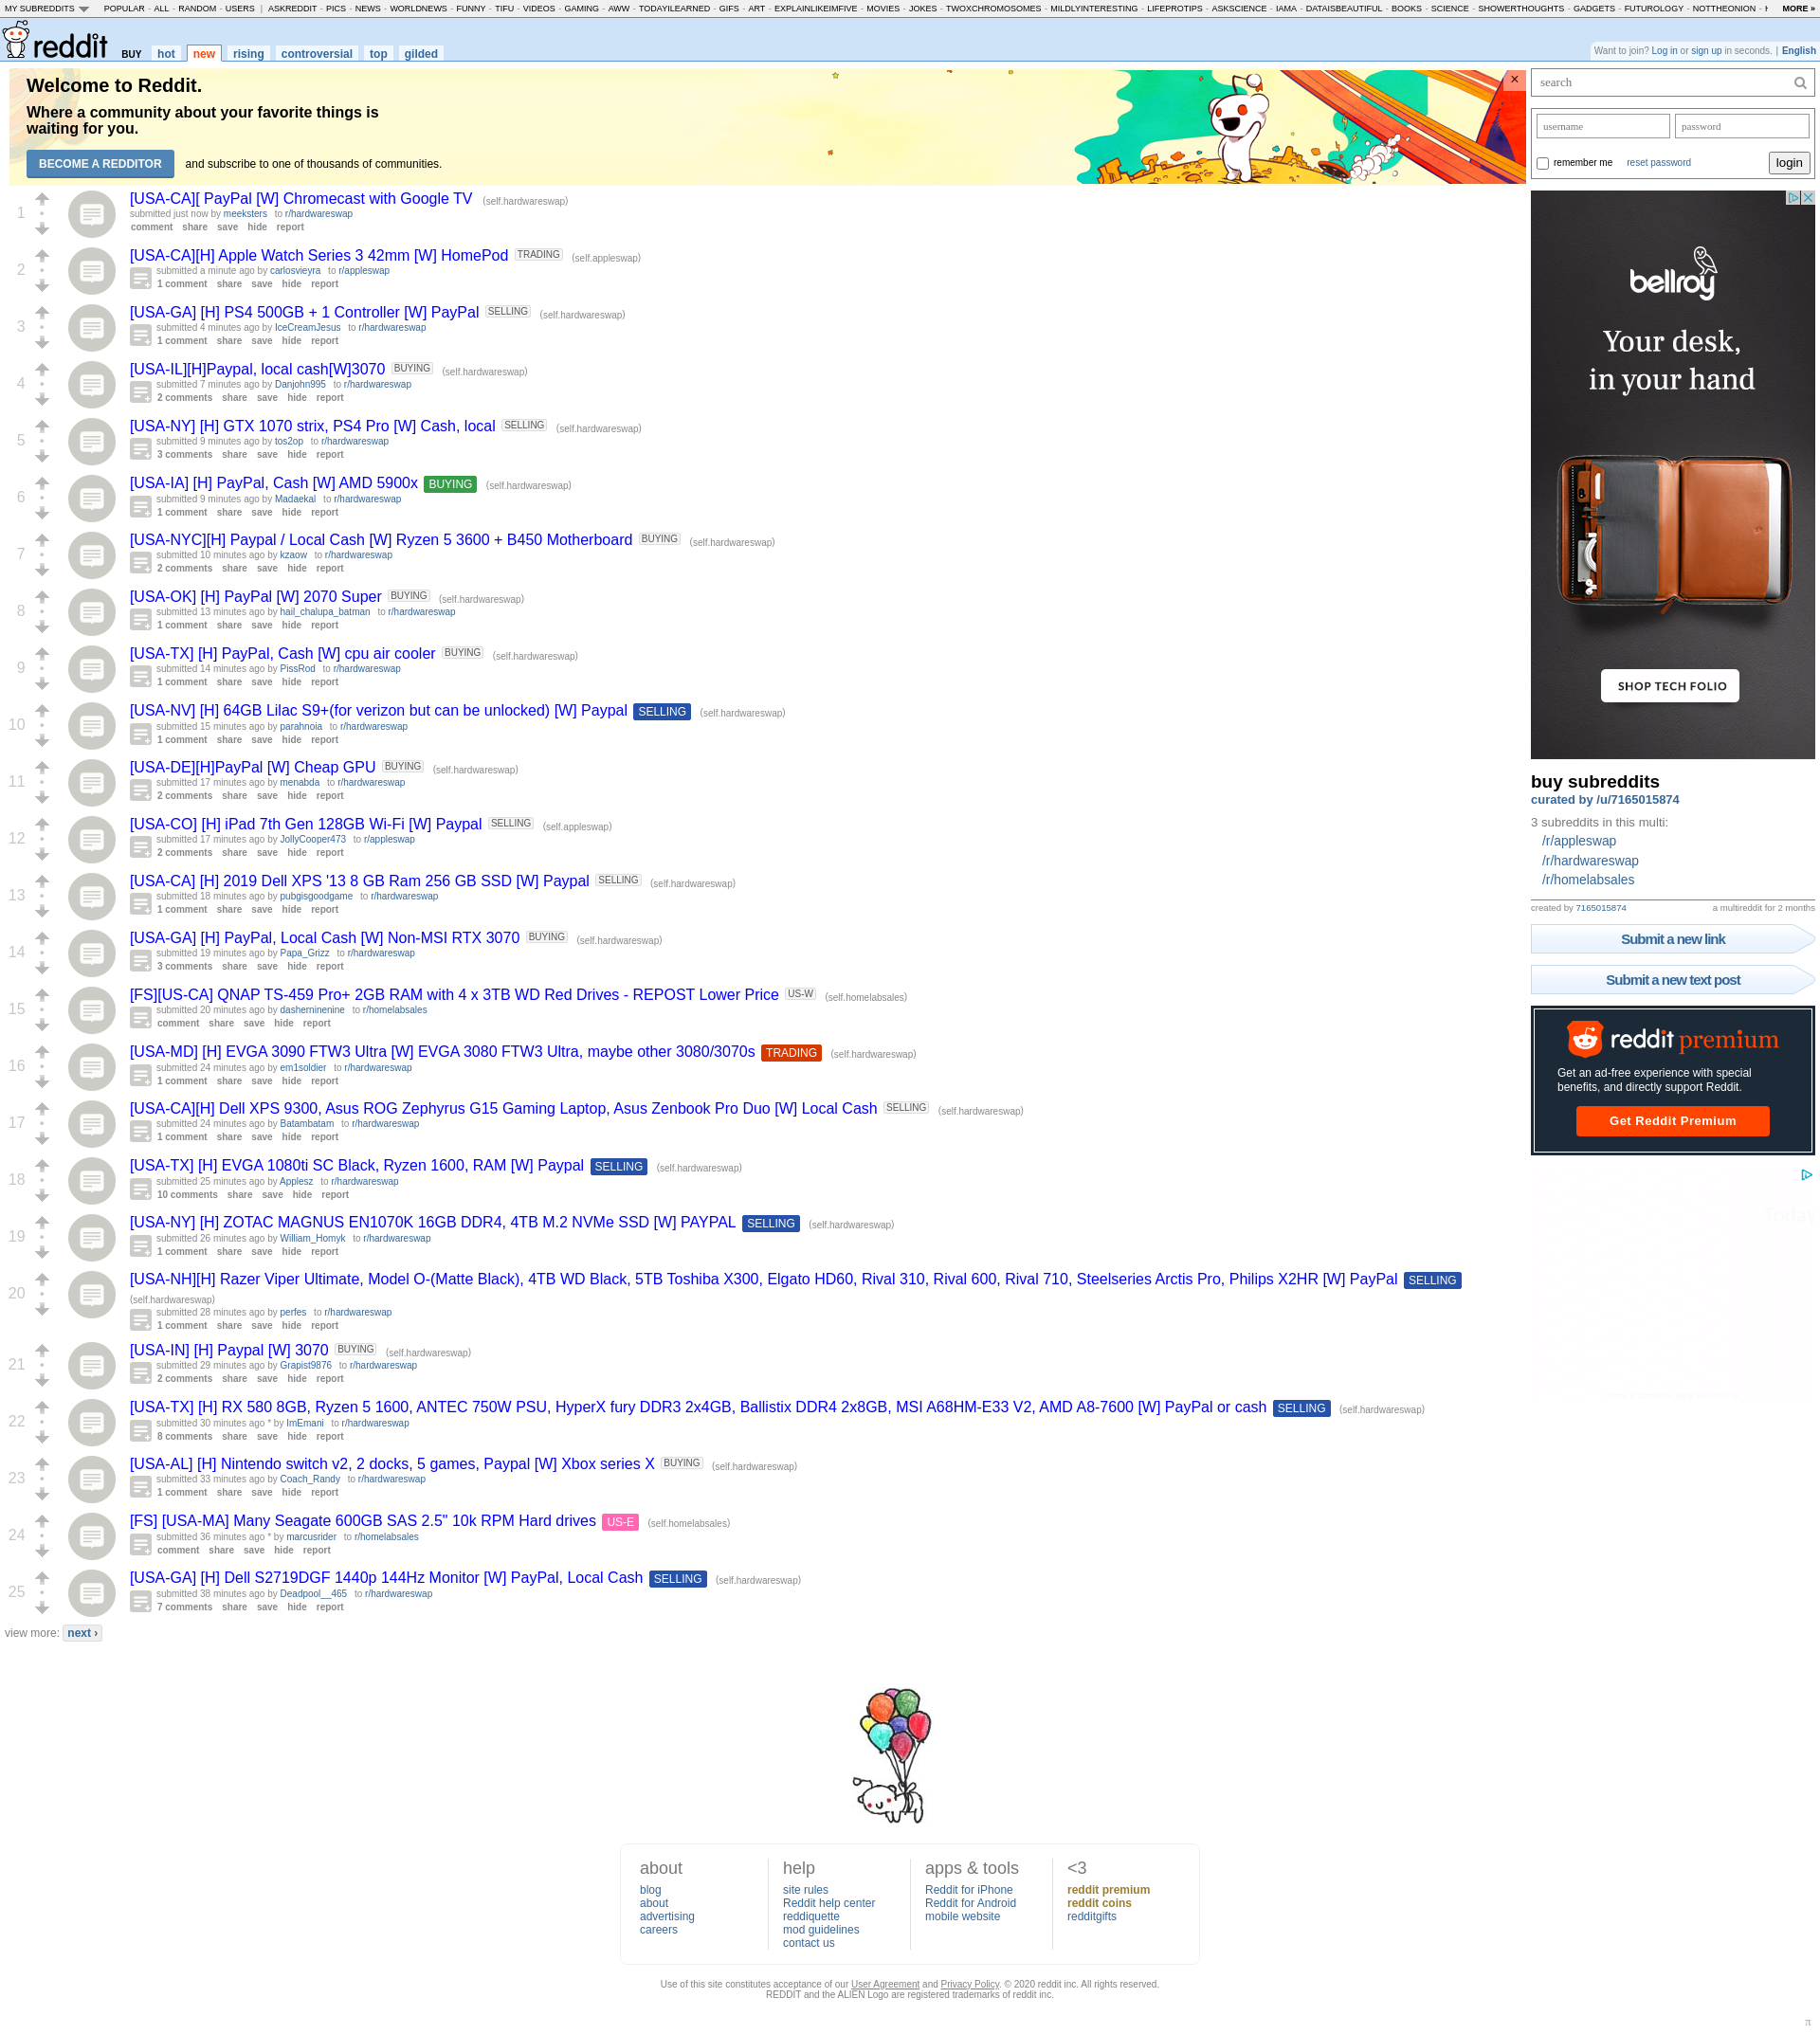 MY SUBREDDITS POPULAR - ALL - RANDOM - USERS | ASKREDDIT - PICS - NEWS - WORLDNEWS - FUNNY - TIFU - VIDEOS - GAMING - AWW - TODAYILEARNED - GIFS - ART - EXPLAINLIKEIMFIVE - MOVIES - JOKES - TWOXCHROMOSOMES - MILDLYINTERESTING - LIFEPROTIPS - ASKSCIENCE - IAMA - DATAISBEAUTIFUL - BOOKS - SCIENCE - SHOWERTHOUGHTS - GADGETS - FUTUROLOGY - NOTTHEONION - MORE »
reddit BUY hot new rising controversial top gilded
Want to join? Log in or sign up in seconds. | English
Welcome to Reddit.
Where a community about your favorite things is
waiting for you.
BECOME A REDDITOR and subscribe to one of thousands of communities.
×
1
[USA-CA][ PayPal [W] Chromecast with Google TV (self.hardwareswap)
submitted just now by meeksters to r/hardwareswap
comment share save hide report
2
[USA-CA][H] Apple Watch Series 3 42mm [W] HomePod TRADING (self.appleswap)
submitted a minute ago by carlosvieyra to r/appleswap
1 comment share save hide report
3
[USA-GA] [H] PS4 500GB + 1 Controller [W] PayPal SELLING (self.hardwareswap)
submitted 4 minutes ago by IceCreamJesus to r/hardwareswap
1 comment share save hide report
4
[USA-IL][H]Paypal, local cash[W]3070 BUYING (self.hardwareswap)
submitted 7 minutes ago by Danjohn995 to r/hardwareswap
2 comments share save hide report
5
[USA-NY] [H] GTX 1070 strix, PS4 Pro [W] Cash, local SELLING (self.hardwareswap)
submitted 9 minutes ago by tos2op to r/hardwareswap
3 comments share save hide report
6
[USA-IA] [H] PayPal, Cash [W] AMD 5900x BUYING (self.hardwareswap)
submitted 9 minutes ago by Madaekal to r/hardwareswap
1 comment share save hide report
7
[USA-NYC][H] Paypal / Local Cash [W] Ryzen 5 3600 + B450 Motherboard BUYING (self.hardwareswap)
submitted 10 minutes ago by kzaow to r/hardwareswap
2 comments share save hide report
8
[USA-OK] [H] PayPal [W] 2070 Super BUYING (self.hardwareswap)
submitted 13 minutes ago by hail_chalupa_batman to r/hardwareswap
1 comment share save hide report
9
[USA-TX] [H] PayPal, Cash [W] cpu air cooler BUYING (self.hardwareswap)
submitted 14 minutes ago by PissRod to r/hardwareswap
1 comment share save hide report
10
[USA-NV] [H] 64GB Lilac S9+(for verizon but can be unlocked) [W] Paypal SELLING (self.hardwareswap)
submitted 15 minutes ago by parahnoia to r/hardwareswap
1 comment share save hide report
11
[USA-DE][H]PayPal [W] Cheap GPU BUYING (self.hardwareswap)
submitted 17 minutes ago by menabda to r/hardwareswap
2 comments share save hide report
12
[USA-CO] [H] iPad 7th Gen 128GB Wi-Fi [W] Paypal SELLING (self.appleswap)
submitted 17 minutes ago by JollyCooper473 to r/appleswap
2 comments share save hide report
13
[USA-CA] [H] 2019 Dell XPS '13 8 GB Ram 256 GB SSD [W] Paypal SELLING (self.hardwareswap)
submitted 18 minutes ago by pubgisgoodgame to r/hardwareswap
1 comment share save hide report
14
[USA-GA] [H] PayPal, Local Cash [W] Non-MSI RTX 3070 BUYING (self.hardwareswap)
submitted 19 minutes ago by Papa_Grizz to r/hardwareswap
3 comments share save hide report
15
[FS][US-CA] QNAP TS-459 Pro+ 2GB RAM with 4 x 3TB WD Red Drives - REPOST Lower Price US-W (self.homelabsales)
submitted 20 minutes ago by dasherninenine to r/homelabsales
comment share save hide report
16
[USA-MD] [H] EVGA 3090 FTW3 Ultra [W] EVGA 3080 FTW3 Ultra, maybe other 3080/3070s TRADING (self.hardwareswap)
submitted 24 minutes ago by em1soldier to r/hardwareswap
1 comment share save hide report
17
[USA-CA][H] Dell XPS 9300, Asus ROG Zephyrus G15 Gaming Laptop, Asus Zenbook Pro Duo [W] Local Cash SELLING (self.hardwareswap)
submitted 24 minutes ago by Batambatam to r/hardwareswap
1 comment share save hide report
18
[USA-TX] [H] EVGA 1080ti SC Black, Ryzen 1600, RAM [W] Paypal SELLING (self.hardwareswap)
submitted 25 minutes ago by Applesz to r/hardwareswap
10 comments share save hide report
19
[USA-NY] [H] ZOTAC MAGNUS EN1070K 16GB DDR4, 4TB M.2 NVMe SSD [W] PAYPAL SELLING (self.hardwareswap)
submitted 26 minutes ago by William_Homyk to r/hardwareswap
1 comment share save hide report
20
[USA-NH][H] Razer Viper Ultimate, Model O-(Matte Black), 4TB WD Black, 5TB Toshiba X300, Elgato HD60, Rival 310, Rival 600, Rival 710, Steelseries Arctis Pro, Philips X2HR [W] PayPal SELLING
(self.hardwareswap)
submitted 28 minutes ago by perfes to r/hardwareswap
1 comment share save hide report
21
[USA-IN] [H] Paypal [W] 3070 BUYING (self.hardwareswap)
submitted 29 minutes ago by Grapist9876 to r/hardwareswap
2 comments share save hide report
22
[USA-TX] [H] RX 580 8GB, Ryzen 5 1600, ANTEC 750W PSU, HyperX fury DDR3 2x4GB, Ballistix DDR4 2x8GB, MSI A68HM-E33 V2, AMD A8-7600 [W] PayPal or cash SELLING (self.hardwareswap)
submitted 30 minutes ago * by ImEmani to r/hardwareswap
8 comments share save hide report
23
[USA-AL] [H] Nintendo switch v2, 2 docks, 5 games, Paypal [W] Xbox series X BUYING (self.hardwareswap)
submitted 33 minutes ago by Coach_Randy to r/hardwareswap
1 comment share save hide report
24
[FS] [USA-MA] Many Seagate 600GB SAS 2.5" 10k RPM Hard drives US-E (self.homelabsales)
submitted 36 minutes ago * by marcusrider to r/homelabsales
comment share save hide report
25
[USA-GA] [H] Dell S2719DGF 1440p 144Hz Monitor [W] PayPal, Local Cash SELLING (self.hardwareswap)
submitted 38 minutes ago by Deadpool__465 to r/hardwareswap
7 comments share save hide report
view more: next ›
search
username password
remember me reset password login
bellroy
Your desk,
in your hand
SHOP TECH FOLIO
buy subreddits
curated by /u/7165015874
3 subreddits in this multi:
/r/appleswap
/r/hardwareswap
/r/homelabsales
created by 7165015874 a multireddit for 2 months
Submit a new link
Submit a new text post
reddit premium
Get an ad-free experience with special
benefits, and directly support Reddit.
Get Reddit Premium
about
blog
about
advertising
careers
help
site rules
Reddit help center
reddiquette
mod guidelines
contact us
apps & tools
Reddit for iPhone
Reddit for Android
mobile website
<3
reddit premium
reddit coins
redditgifts
Use of this site constitutes acceptance of our User Agreement and Privacy Policy. © 2020 reddit inc. All rights reserved.
REDDIT and the ALIEN Logo are registered trademarks of reddit inc.
π